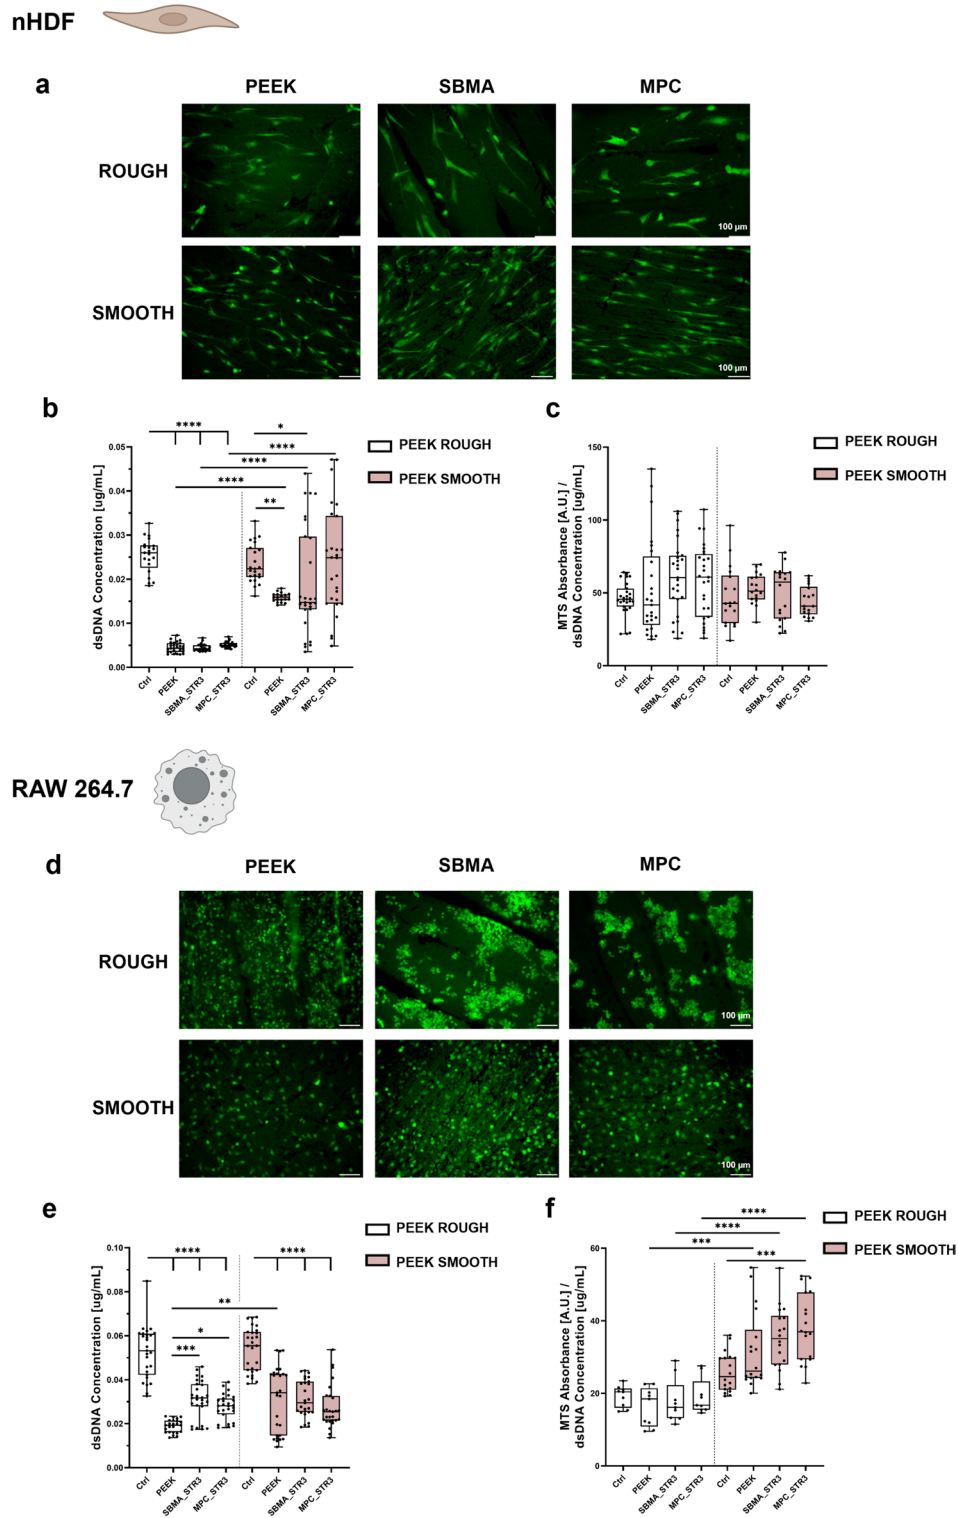 nHDF
a
PEEK SBMA MPC
ROUGH
100 µm
SMOOTH
100 µm
b
**** *
****
****
****
**
PEEK ROUGH
PEEK SMOOTH
dsDNA Concentration [ug/mL]
0.05
0.04
0.03
0.02
0.01
0.00
Ctrl PEEK SBMA_STR3 MPC_STR3 Ctrl PEEK SBMA_STR3 MPC_STR3
c
PEEK ROUGH
PEEK SMOOTH
MTS Absorbance [A.U.] /
dsDNA Concentration [ug/mL]
150
100
50
0
Ctrl PEEK SBMA_STR3 MPC_STR3 Ctrl PEEK SBMA_STR3 MPC_STR3
RAW 264.7
d
PEEK SBMA MPC
ROUGH
100 µm
SMOOTH
100 µm
e
**** ****
**
*
***
PEEK ROUGH
PEEK SMOOTH
dsDNA Concentration [ug/mL]
0.10
0.08
0.06
0.04
0.02
0.00
Ctrl PEEK SBMA_STR3 MPC_STR3 Ctrl PEEK SBMA_STR3 MPC_STR3
f
****
****
***
***
PEEK ROUGH
PEEK SMOOTH
MTS Absorbance [A.U.] /
dsDNA Concentration [ug/mL]
60
40
20
0
Ctrl PEEK SBMA_STR3 MPC_STR3 Ctrl PEEK SBMA_STR3 MPC_STR3